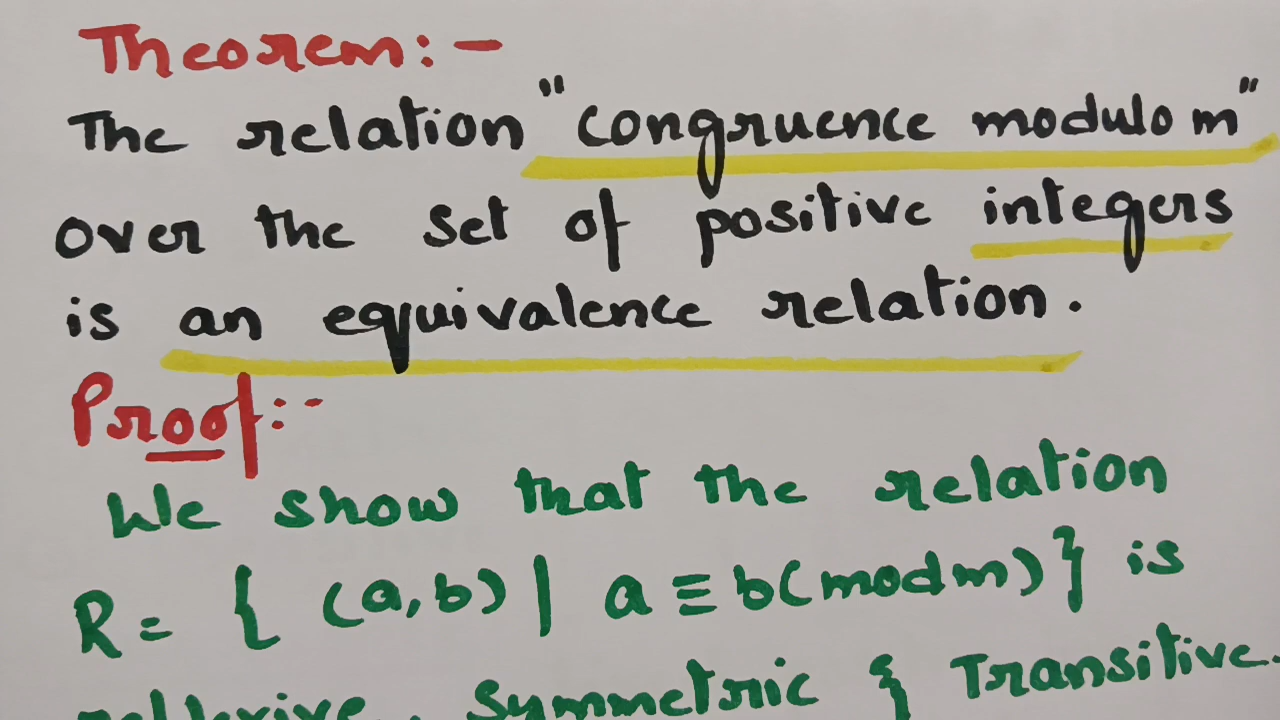 Theorem:-
The relation "congruence modulo m"
over the set of positive integers
is an equivalence relation.
Proof:-
We show that the relation
R = { (a,b) | a ≡ b(mod m)} is
reflexive, Symmetric & Transitive.